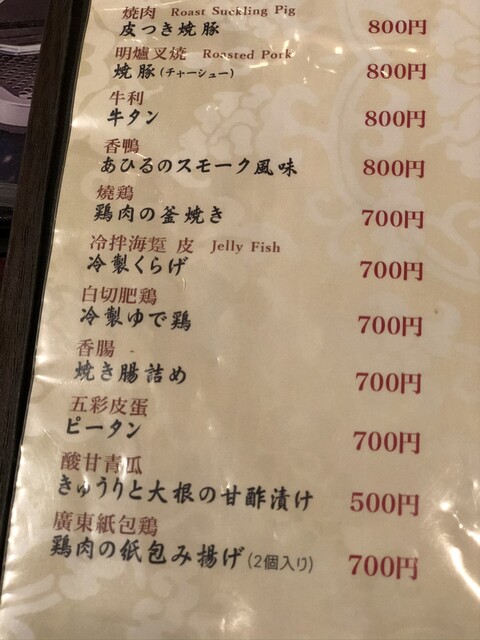 焼肉 Roast Suckling Pig
皮つき焼豚 800円
明爐叉焼 Roasted Pork
焼豚(チャーシュー) 800円
牛利
牛タン 800円
香鴨
あひるのスモーク風味 800円
燒鶏
鶏肉の釜焼き 700円
冷拌海蜇皮 Jelly Fish
冷製くらげ 700円
白切肥鶏
冷製ゆで鶏 700円
香腸
焼き腸詰め 700円
五彩皮蛋
ピータン 700円
酸甘青瓜
きゅうりと大根の甘酢漬け 500円
廣東紙包鶏
鶏肉の紙包み揚げ(2個入り) 700円